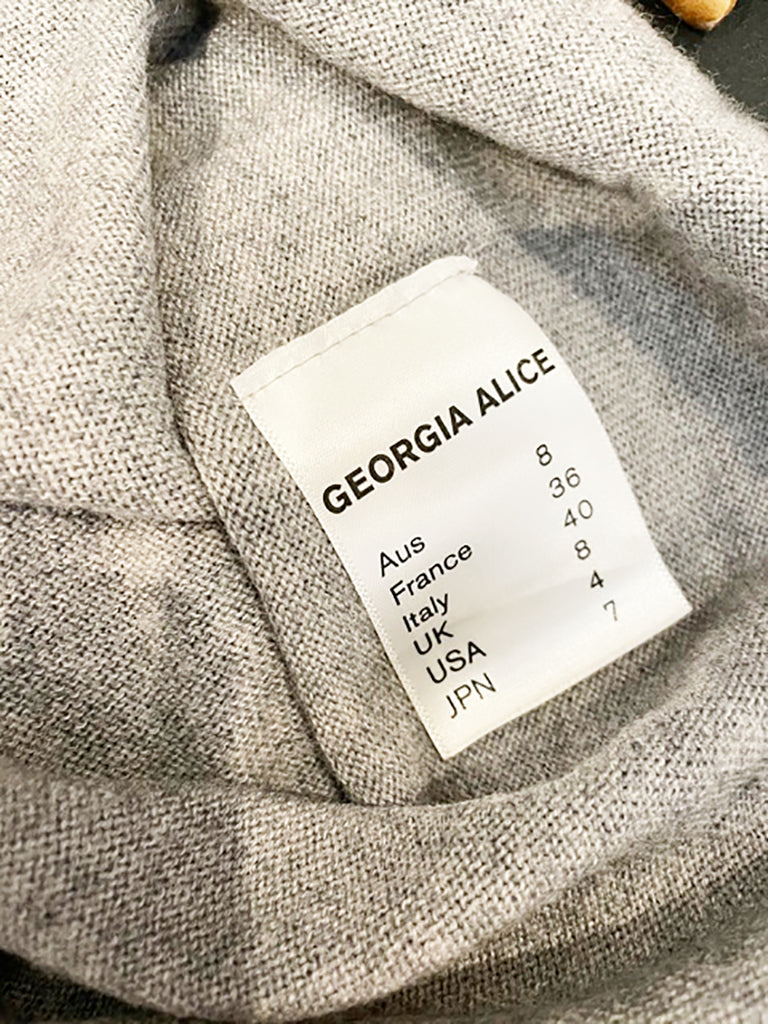 GEORGIA ALICE
Aus 8
France 36
Italy 40
UK 8
USA 4
JPN 7